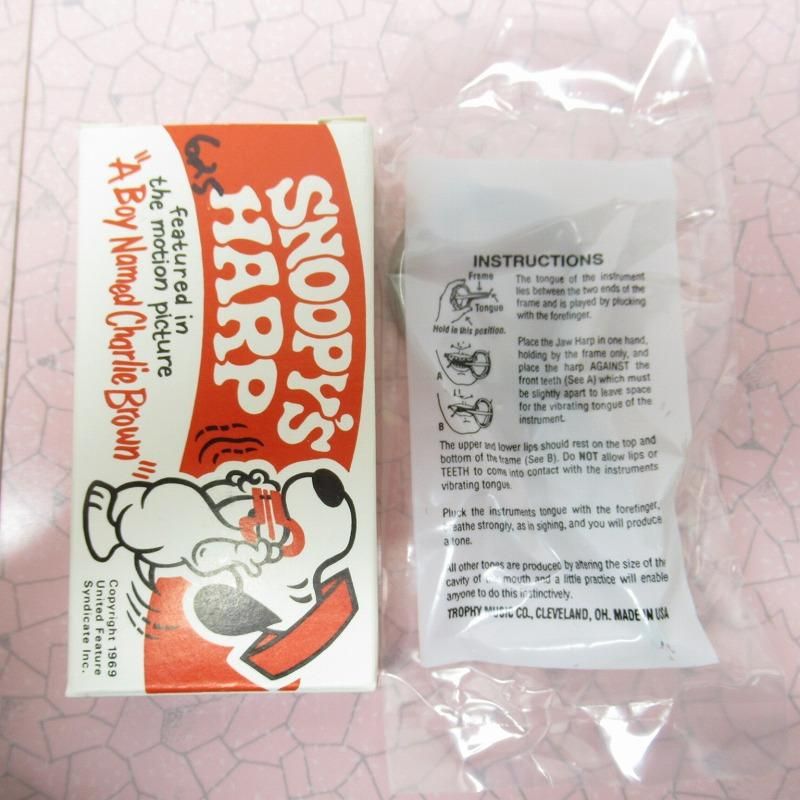 SNOOPY'S
HARP
featured in
the motion picture
"A Boy Named Charlie Brown"
Copyright 1969
United Feature
Syndicate Inc.
INSTRUCTIONS
Frame
Tongue
Hold in this position.
The tongue of the instrument
lies between the two ends of the
frame and is played by plucking
with the forefinger.
A
B
Place the Jaw Harp in one hand,
holding by the frame only, and
place the harp AGAINST the
front teeth (See A) which must
be slightly apart to leave space
for the vibrating tongue of the
instrument.
The upper and lower lips should rest on the top and
bottom of the frame (See B). Do NOT allow lips or
TEETH to come into contact with the instruments
vibrating tongue.
Pluck the instruments tongue with the forefinger,
breathe strongly, as in sighing, and you will produce
a tone.
All other tones are produced by altering the size of the
cavity of the mouth and a little practice will enable
anyone to do this instinctively.
TROPHY MUSIC CO., CLEVELAND, OH. MADE IN USA